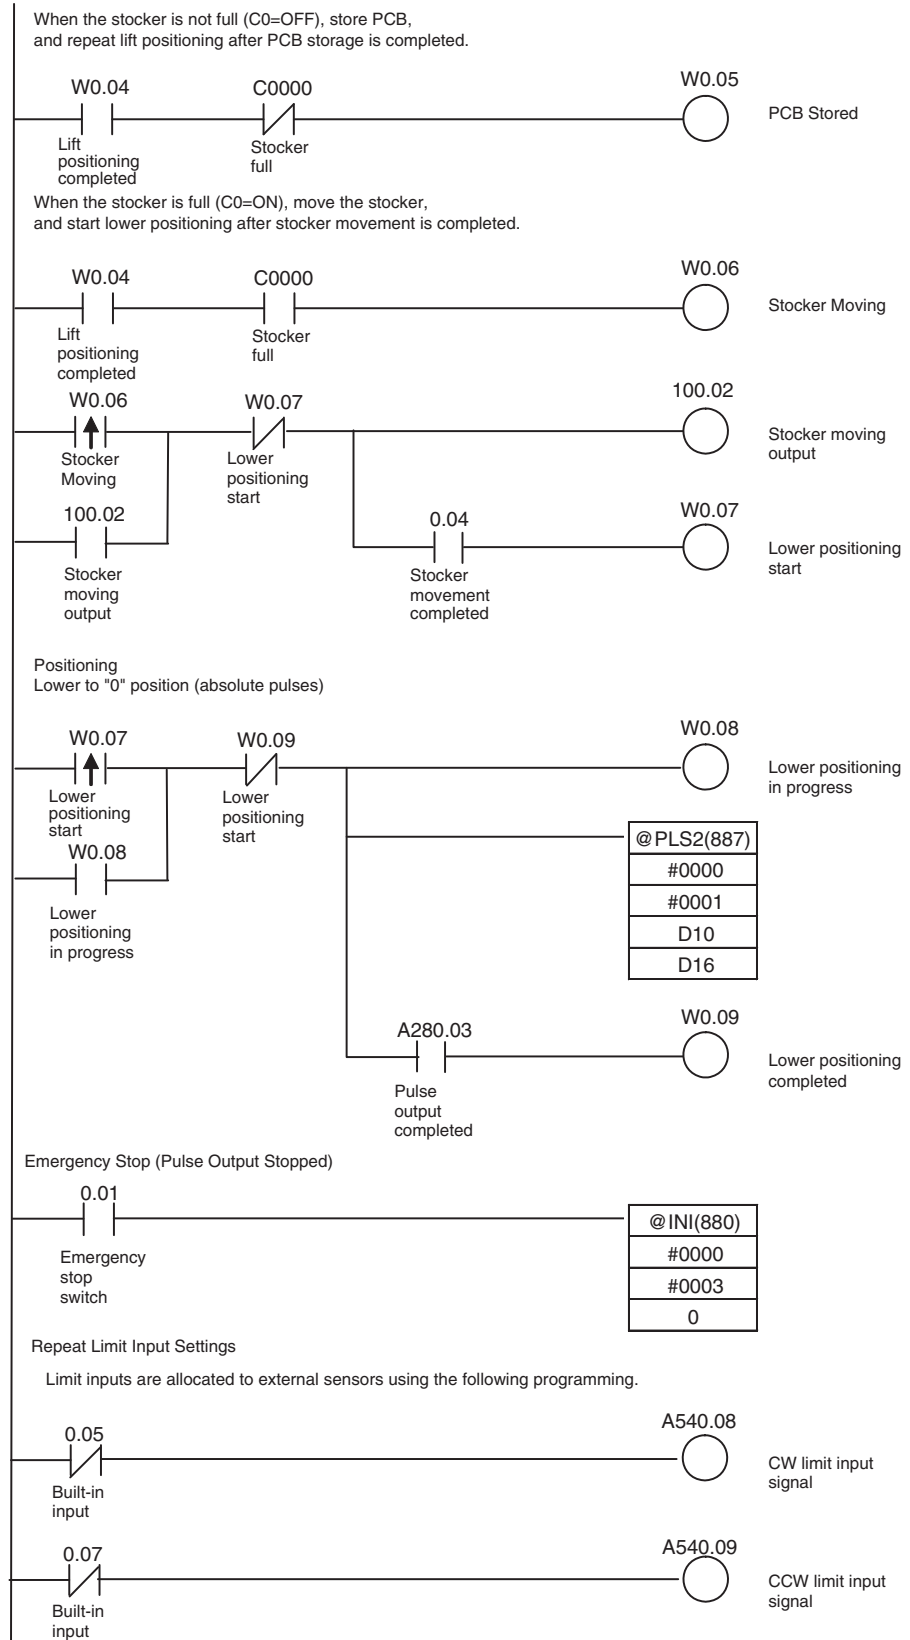 When the stocker is not full (C0=OFF), store PCB,
and repeat lift positioning after PCB storage is completed.
W0.04
C0000
W0.05
PCB Stored
Lift
positioning
completed
Stocker
full
When the stocker is full (C0=ON), move the stocker,
and start lower positioning after stocker movement is completed.
W0.04
C0000
W0.06
Stocker Moving
Lift
positioning
completed
Stocker
full
W0.06
W0.07
100.02
Stocker moving
output
Stocker
Moving
Lower
positioning
start
100.02
0.04
W0.07
Lower positioning
start
Stocker
moving
output
Stocker
movement
completed
Positioning
Lower to "0" position (absolute pulses)
W0.07
W0.09
W0.08
Lower positioning
in progress
Lower
positioning
start
Lower
positioning
start
W0.08
Lower
positioning
in progress
@PLS2(887)
#0000
#0001
D10
D16
A280.03
W0.09
Lower positioning
completed
Pulse
output
completed
Emergency Stop (Pulse Output Stopped)
0.01
Emergency
stop
switch
@INI(880)
#0000
#0003
0
Repeat Limit Input Settings
Limit inputs are allocated to external sensors using the following programming.
0.05
A540.08
CW limit input
signal
Built-in
input
0.07
A540.09
CCW limit input
signal
Built-in
input